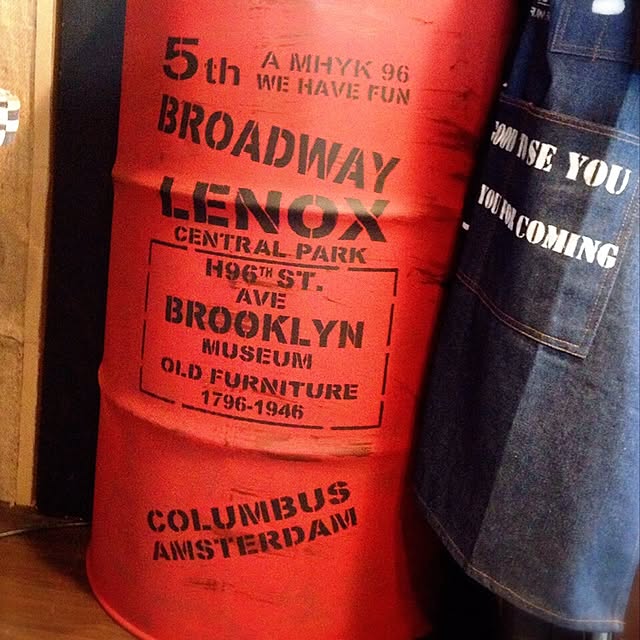 5th
A MHYK 96
WE HAVE FUN
BROADWAY
LENOX
CENTRAL PARK
H96TH ST.
AVE
BROOKLYN
MUSEUM
OLD FURNITURE
1796-1946
COLUMBUS
AMSTERDAM
YOU
YOU COMING